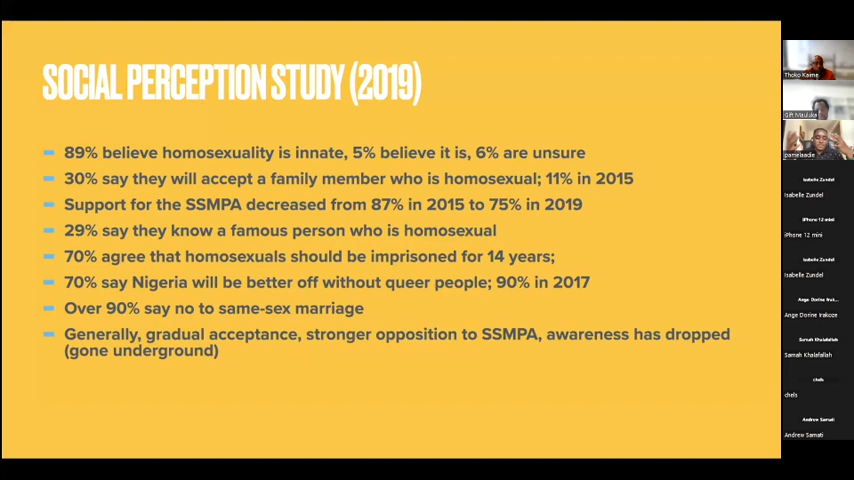 SOCIAL PERCEPTION STUDY (2019)
89% believe homosexuality is innate, 5% believe it is, 6% are unsure
30% say they will accept a family member who is homosexual; 11% in 2015
Support for the SSMPA decreased from 87% in 2015 to 75% in 2019
29% say they know a famous person who is homosexual
70% agree that homosexuals should be imprisoned for 14 years;
70% say Nigeria will be better off without queer people; 90% in 2017
Over 90% say no to same-sex marriage
Generally, gradual acceptance, stronger opposition to SSMPA, awareness has dropped
(gone underground)
Thoko Kaime
Gift Mauluka
pamelaadie
Isabelle Zundel
Isabelle Zundel
iPhone 12 mini
iPhone 12 mini
Isabelle Zundel
Isabelle Zundel
Ange Dorine Irak...
Ange Dorine Irakoze
Samah Khalafallah
Samah Khalafallah
chels
chels
Andrew Samati
Andrew Samati